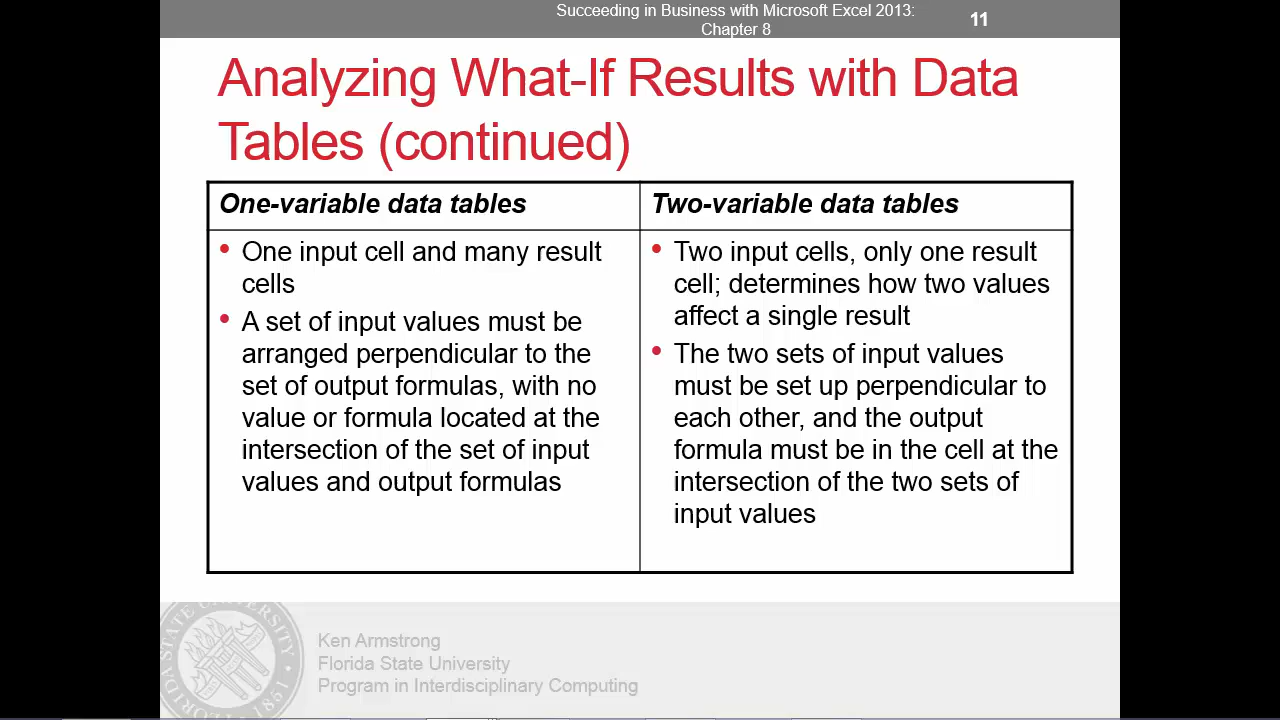 Succeeding in Business with Microsoft Excel 2013:
Chapter 8
11
Analyzing What-If Results with Data
Tables (continued)
One-variable data tables
• One input cell and many result
cells
• A set of input values must be
arranged perpendicular to the
set of output formulas, with no
value or formula located at the
intersection of the set of input
values and output formulas
Two-variable data tables
• Two input cells, only one result
cell; determines how two values
affect a single result
• The two sets of input values
must be set up perpendicular to
each other, and the output
formula must be in the cell at the
intersection of the two sets of
input values
Ken Armstrong
Florida State University
Program in Interdisciplinary Computing